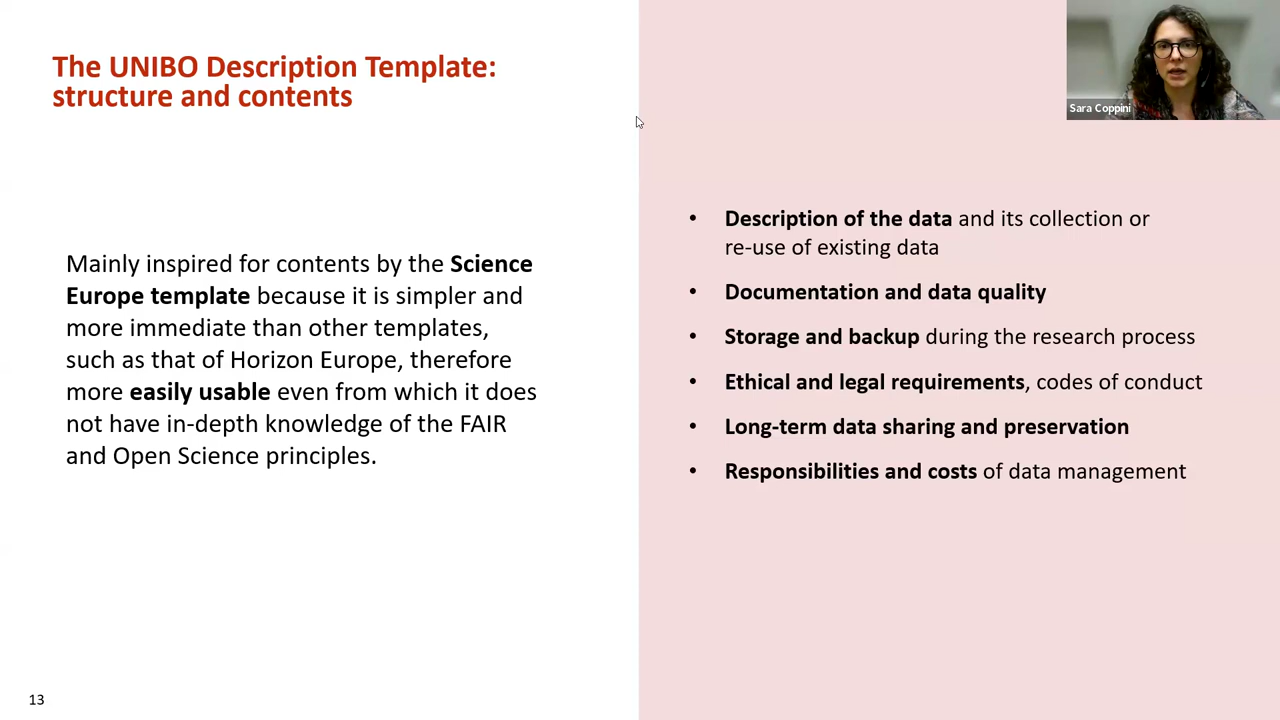 The UNIBO Description Template:
structure and contents
Sara Coppini
Mainly inspired for contents by the Science
Europe template because it is simpler and
more immediate than other templates,
such as that of Horizon Europe, therefore
more easily usable even from which it does
not have in-depth knowledge of the FAIR
and Open Science principles.
• Description of the data and its collection or
re-use of existing data
• Documentation and data quality
• Storage and backup during the research process
• Ethical and legal requirements, codes of conduct
• Long-term data sharing and preservation
• Responsibilities and costs of data management
13